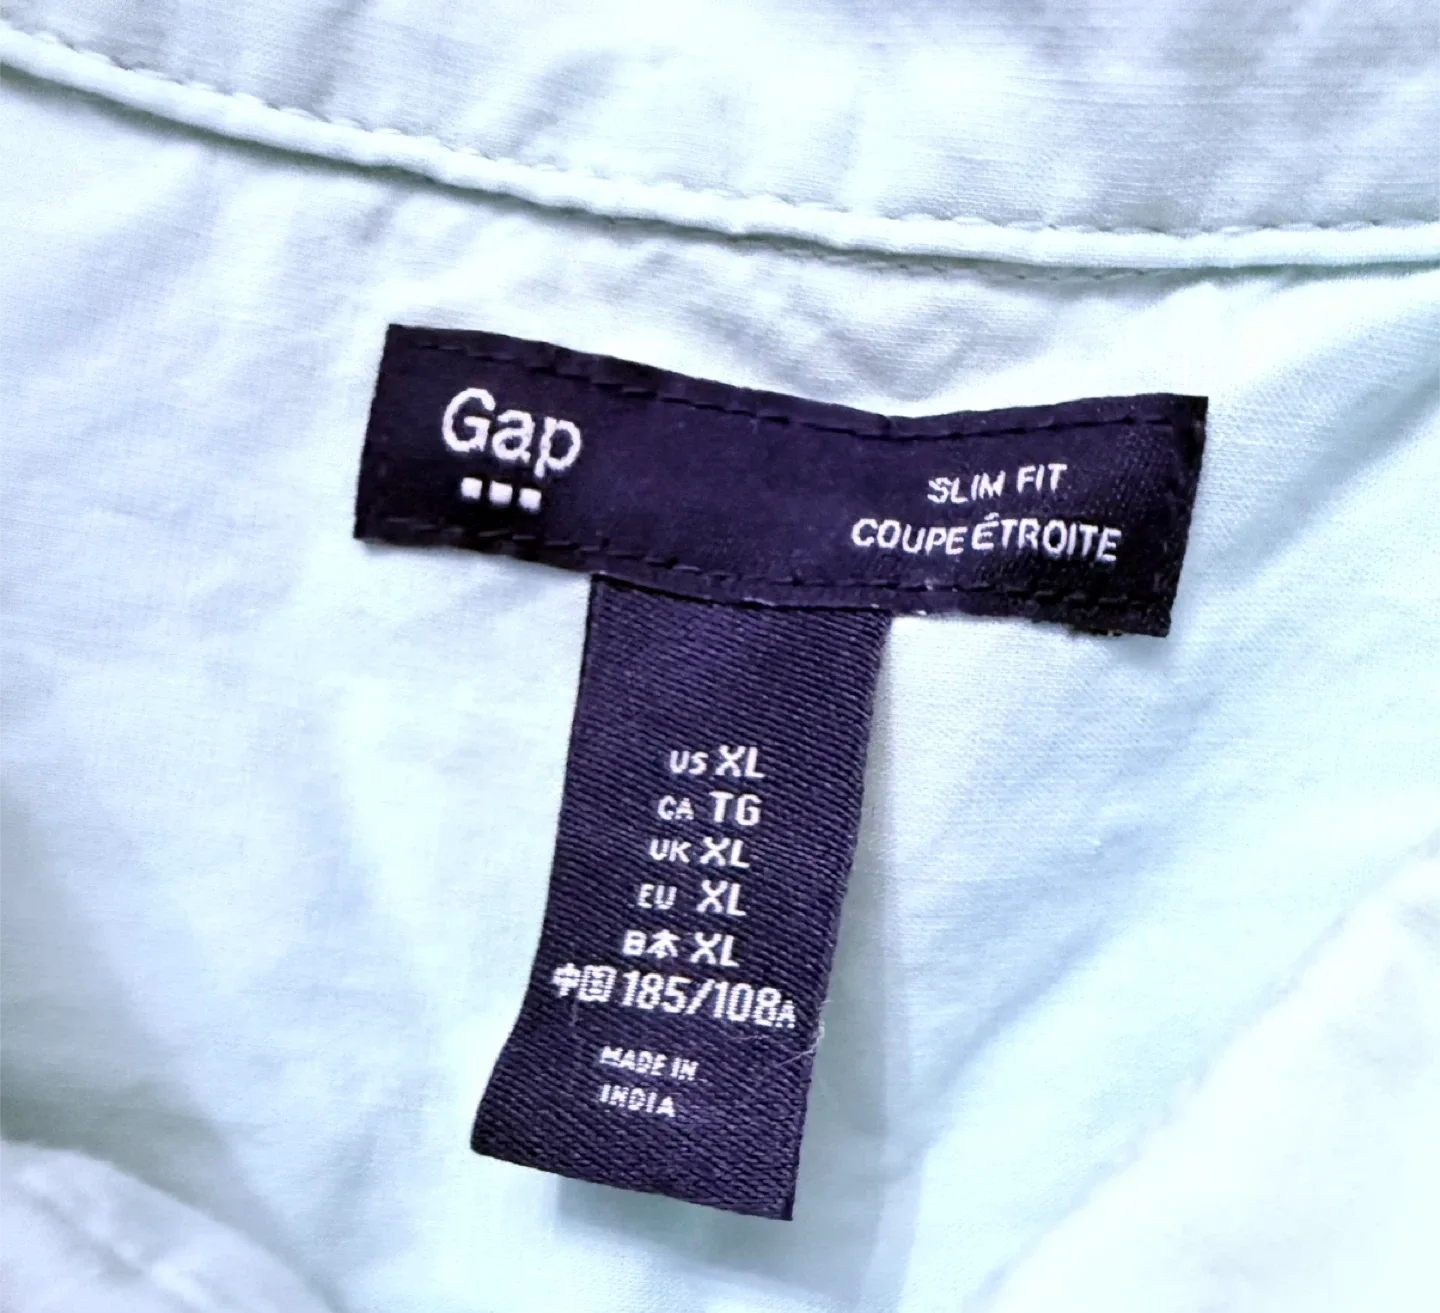 Gap
SLIM FIT
COUPE ÉTROITE
US XL
CA TG
UK XL
EU XL
日本 XL
中国 185/108A
MADE IN
INDIA